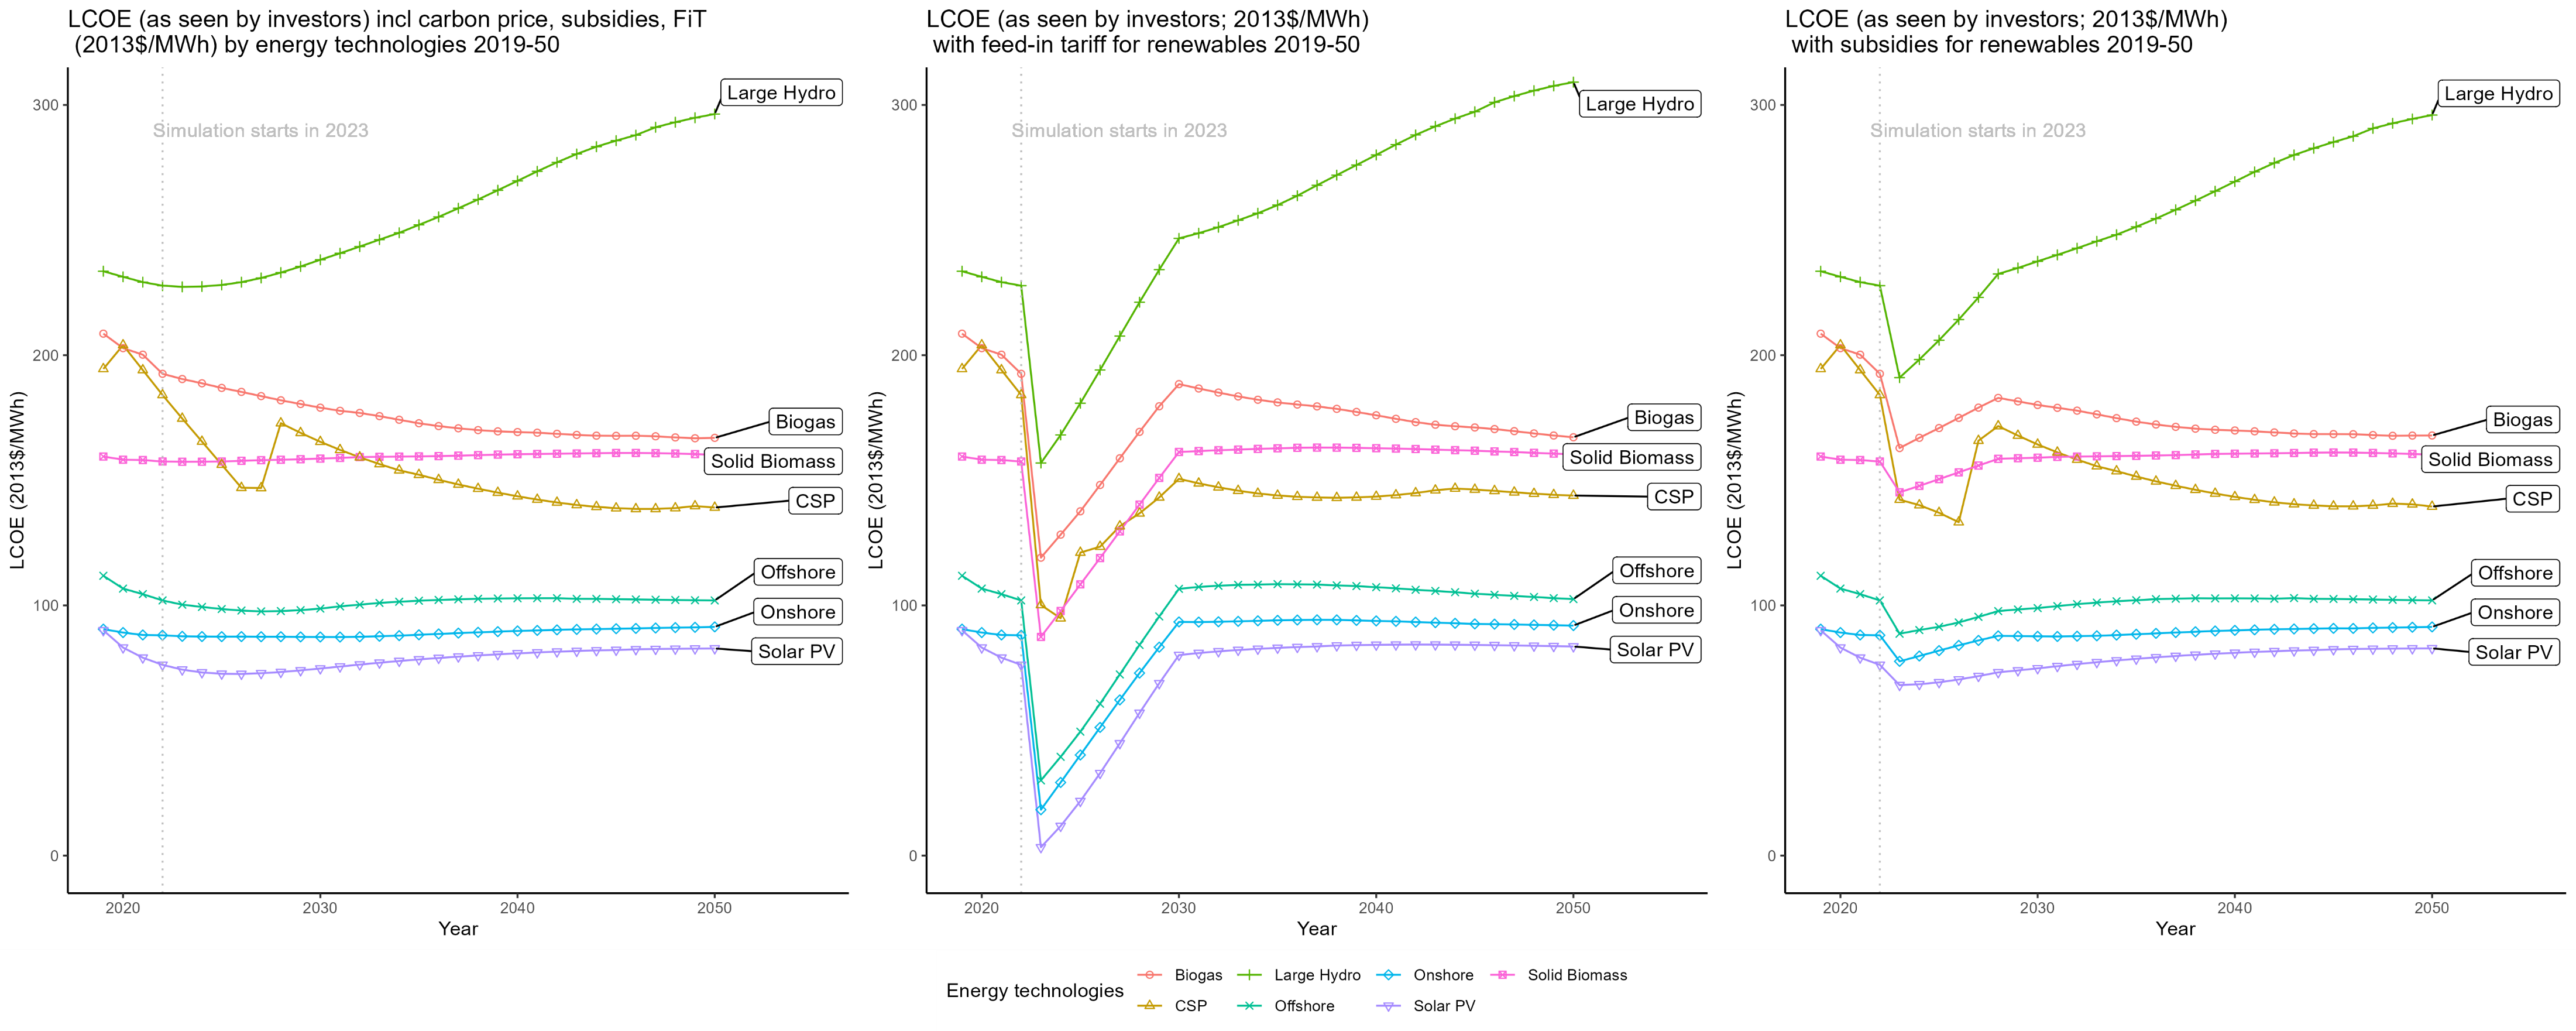 LCOE (as seen by investors) incl carbon price, subsidies, FiT
(2013$/MWh) by energy technologies 2019-50
LCOE (2013$/MWh)
300
200
100
0
Simulation starts in 2023
Large Hydro
Biogas
Solid Biomass
CSP
Offshore
Onshore
Solar PV
2020
2030
2040
2050
Year
LCOE (as seen by investors; 2013$/MWh)
with feed-in tariff for renewables 2019-50
LCOE (2013$/MWh)
300
200
100
0
Simulation starts in 2023
Large Hydro
Biogas
Solid Biomass
CSP
Offshore
Onshore
Solar PV
2020
2030
2040
2050
Year
LCOE (as seen by investors; 2013$/MWh)
with subsidies for renewables 2019-50
LCOE (2013$/MWh)
300
200
100
0
Simulation starts in 2023
Large Hydro
Biogas
Solid Biomass
CSP
Offshore
Onshore
Solar PV
2020
2030
2040
2050
Year
Energy technologies
Biogas
Large Hydro
Onshore
Solid Biomass
CSP
Offshore
Solar PV